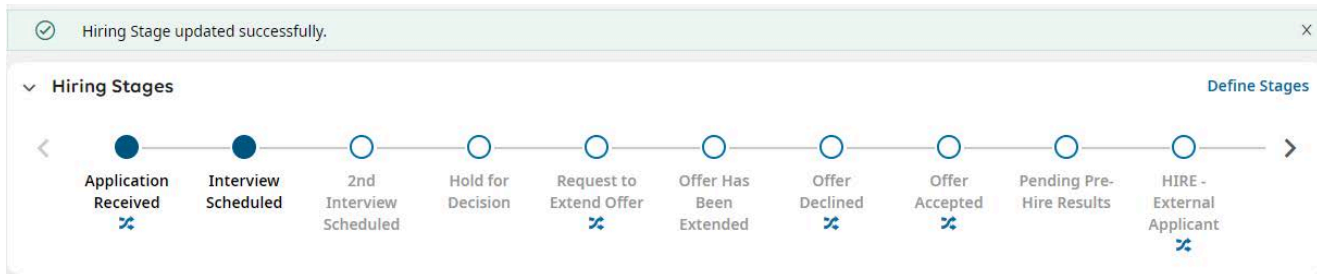 Hiring Stage updated successfully.
Hiring Stages
Define Stages
Application
Received
Interview
Scheduled
2nd
Interview
Scheduled
Hold for
Decision
Request to
Extend Offer
Offer Has
Been
Extended
Offer
Declined
Offer
Accepted
Pending Pre-
Hire Results
HIRE -
External
Applicant